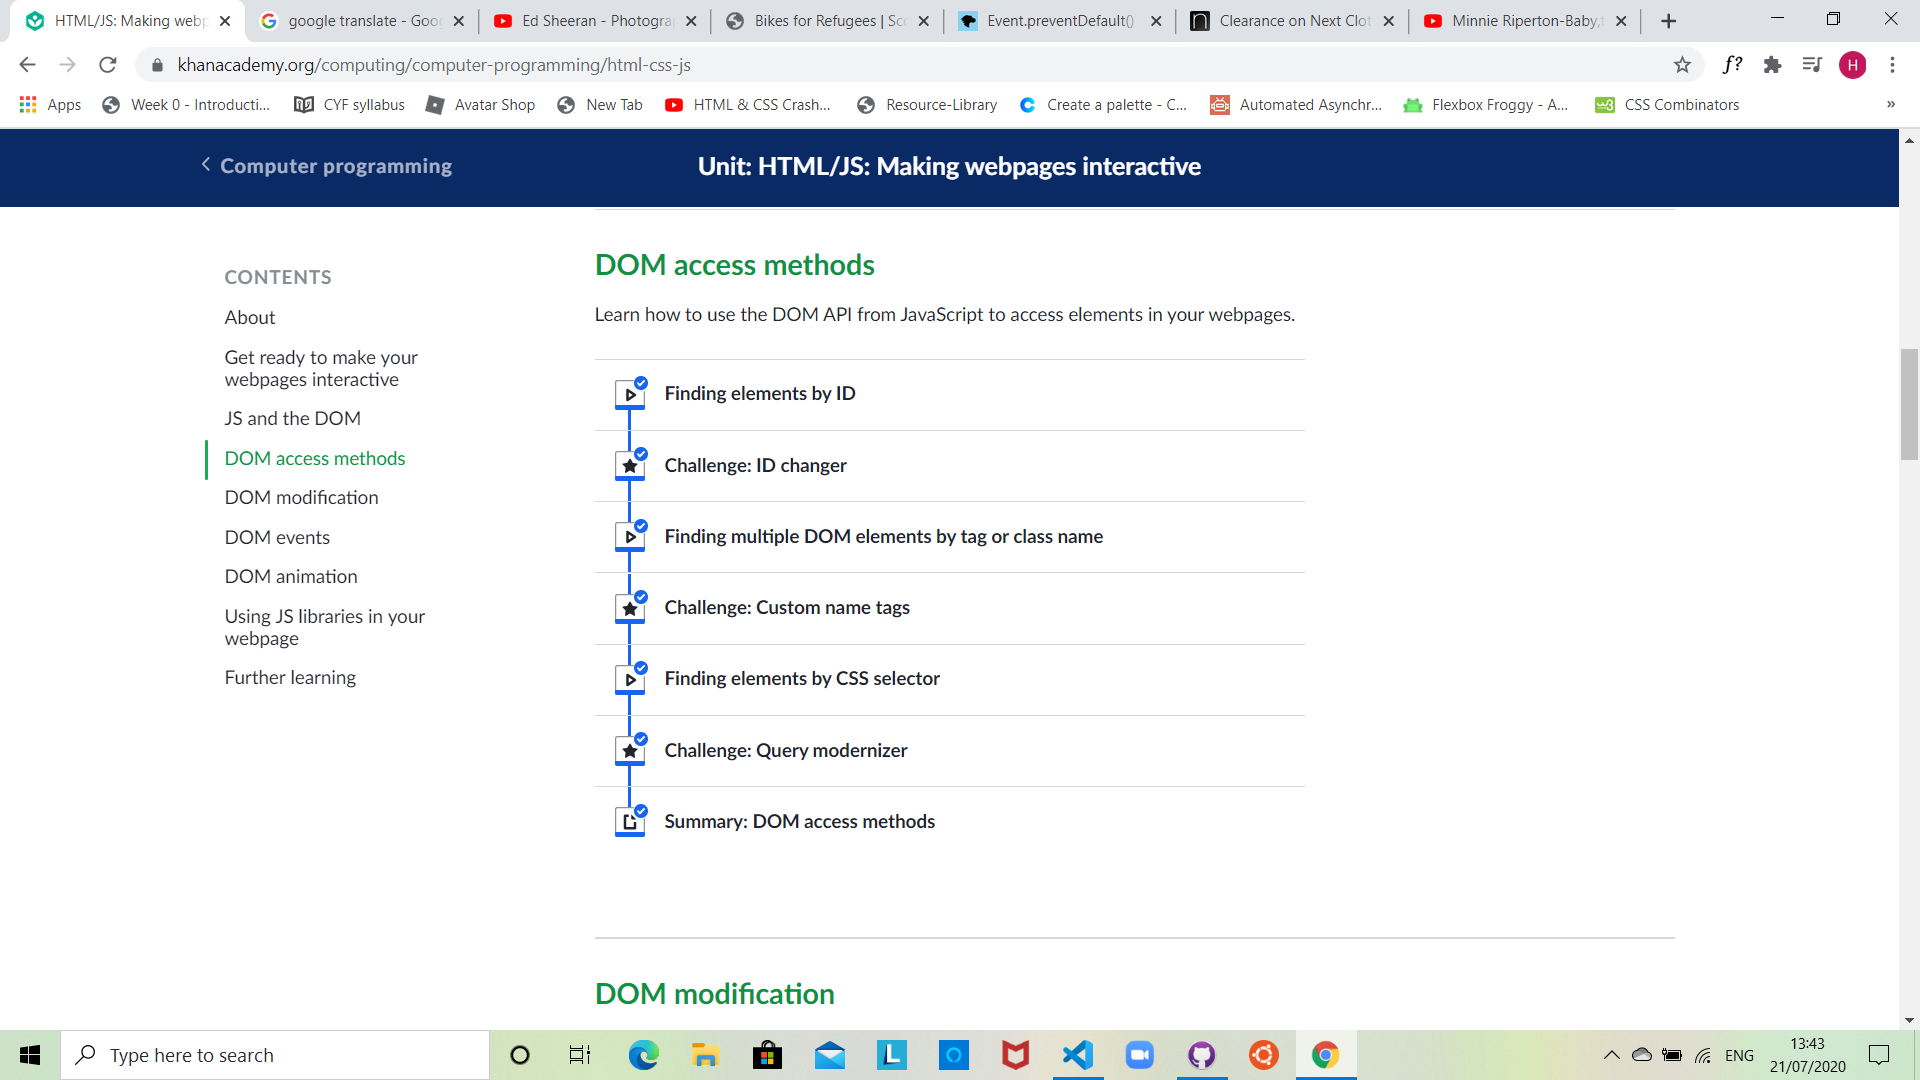 HTML/JS: Making webp
google translate - Goog
Ed Sheeran - Photograp
Bikes for Refugees | Sco
Event.preventDefault()
Clearance on Next Clot
Minnie Riperton-Baby,
khanacademy.org/computing/computer-programming/html-css-js
f?
H
Apps
Week 0 - Introducti...
CYF syllabus
Avatar Shop
New Tab
HTML & CSS Crash...
Resource-Library
Create a palette - C...
Automated Asynchr...
Flexbox Froggy - A...
CSS Combinators
»
Computer programming
Unit: HTML/JS: Making webpages interactive
CONTENTS
About
Get ready to make your
webpages interactive
JS and the DOM
DOM access methods
DOM modification
DOM events
DOM animation
Using JS libraries in your
webpage
Further learning
DOM access methods
Learn how to use the DOM API from JavaScript to access elements in your webpages.
Finding elements by ID
Challenge: ID changer
Finding multiple DOM elements by tag or class name
Challenge: Custom name tags
Finding elements by CSS selector
Challenge: Query modernizer
Summary: DOM access methods
DOM modification
Type here to search
L
ENG
13:43
21/07/2020